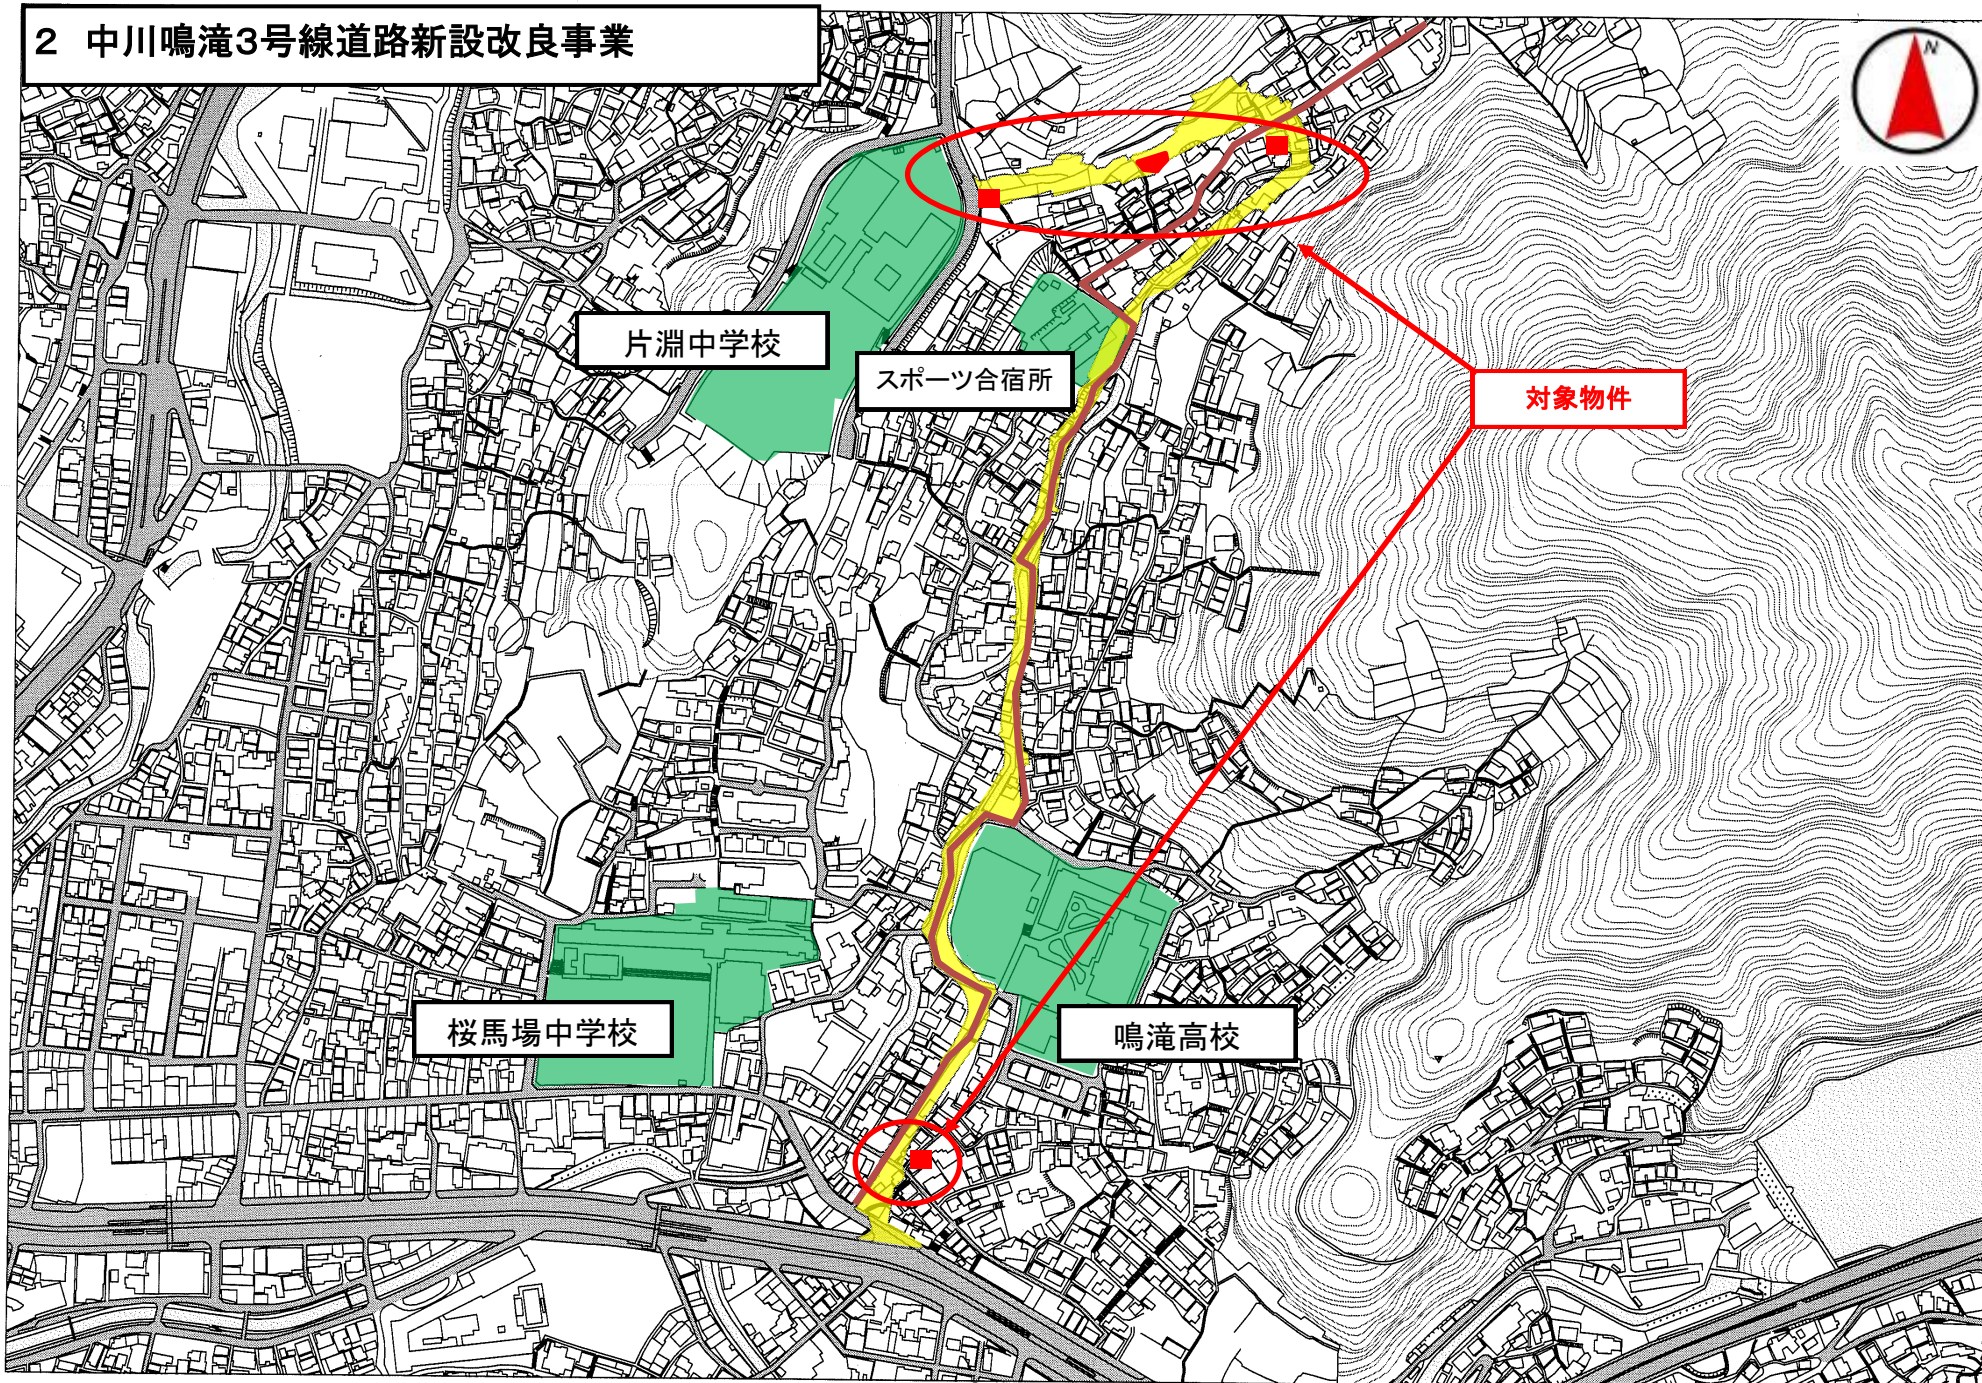 2 中川鳴滝3号線道路新設改良事業
N
片淵中学校
スポーツ合宿所
対象物件
桜馬場中学校
鳴滝高校